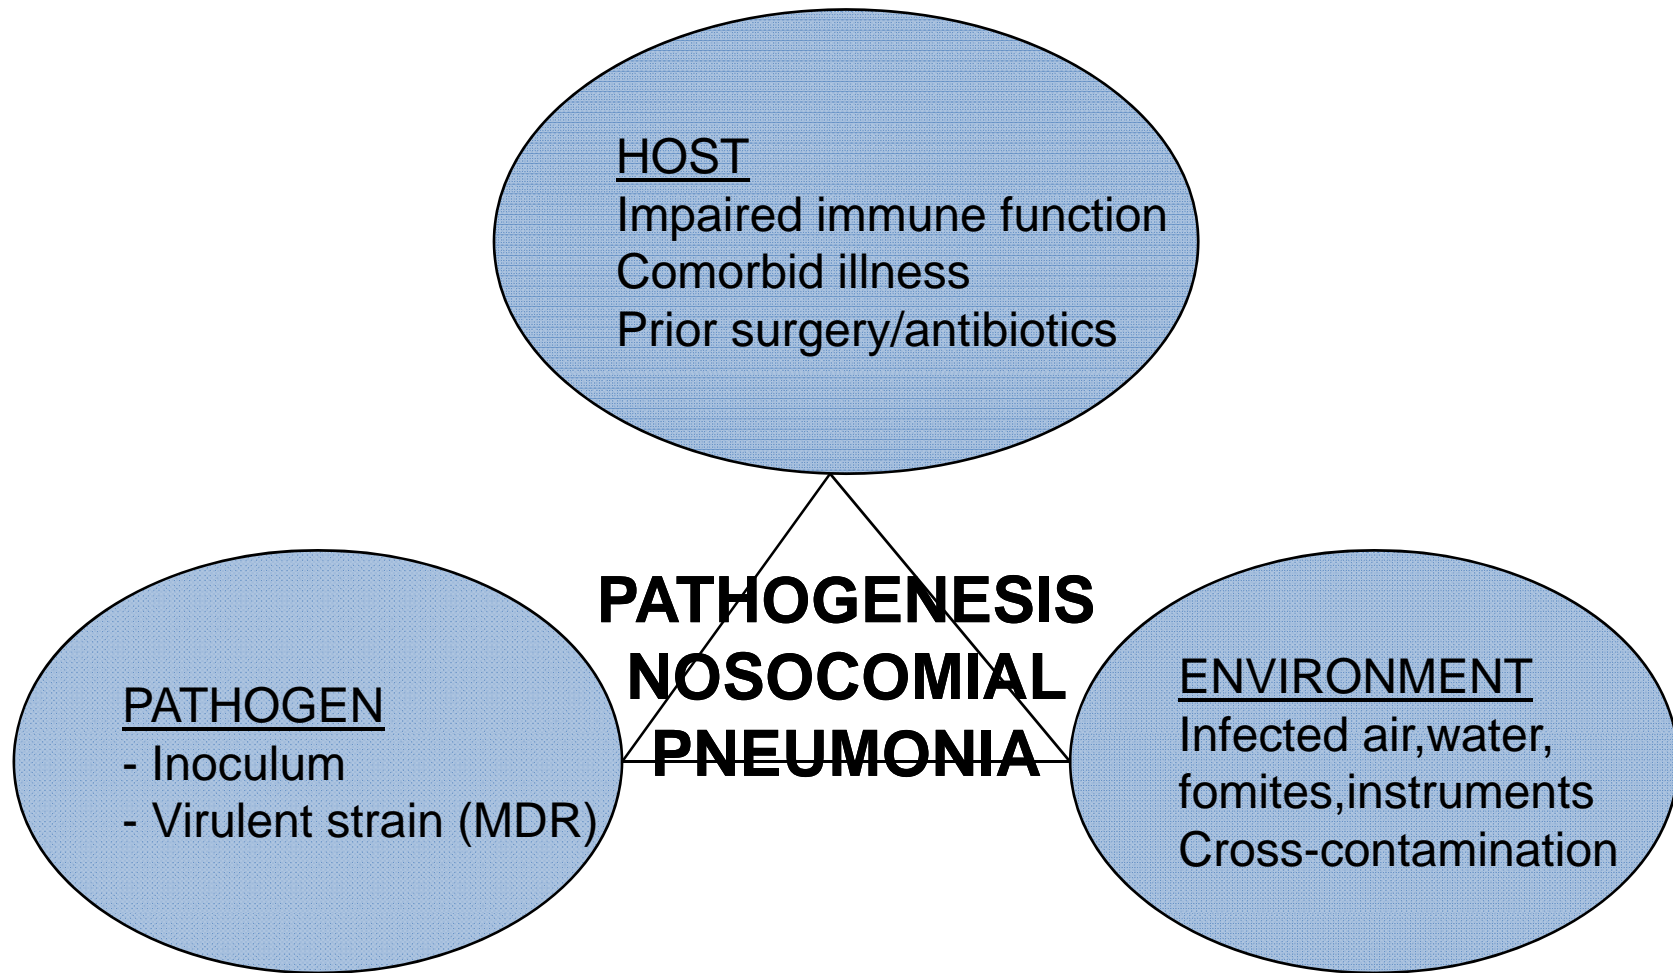 HOST
Impaired immune function
Comorbid illness
Prior surgery/antibiotics
PATHOGENESIS
NOSOCOMIAL
PNEUMONIA
PATHOGEN
- Inoculum
- Virulent strain (MDR)
ENVIRONMENT
Infected air,water,
fomites,instruments
Cross-contamination